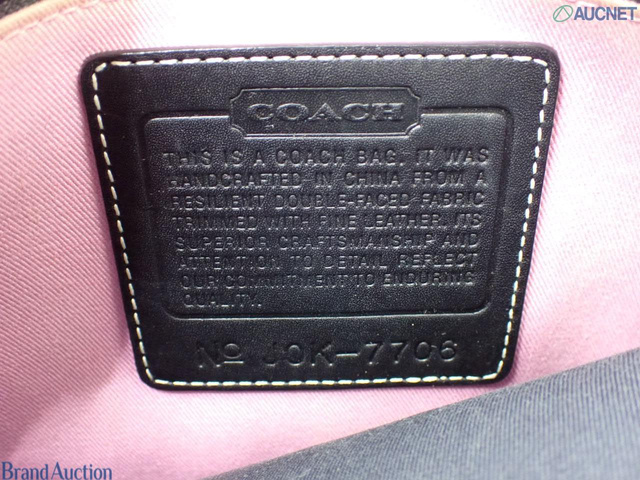 AUCNET
COACH
THIS IS A COACH BAG. IT WAS
HANDCRAFTED IN CHINA FROM A
RESILIENT DOUBLE-FACED FABRIC
TRIMMED WITH FINE LEATHER. ITS
SUPERIOR CRAFTSMANSHIP AND
ATTENTION TO DETAIL REFLECT
OUR COMMITMENT TO ENDURING
QUALITY.
No JOK-7706
Brand Auction